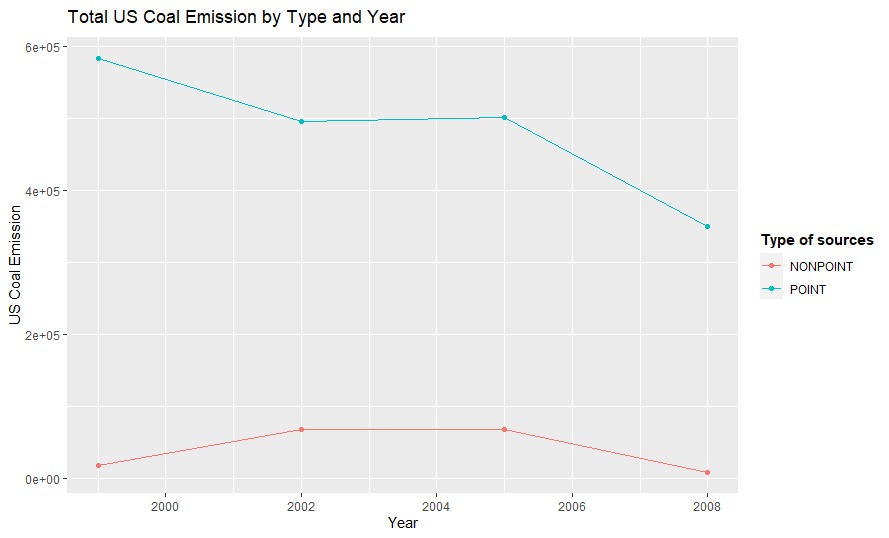 Total US Coal Emission by Type and Year
6e+05
4e+05
2e+05
0e+00
US Coal Emission
2000 2002 2004 2006 2008
Year
Type of sources
NONPOINT
POINT